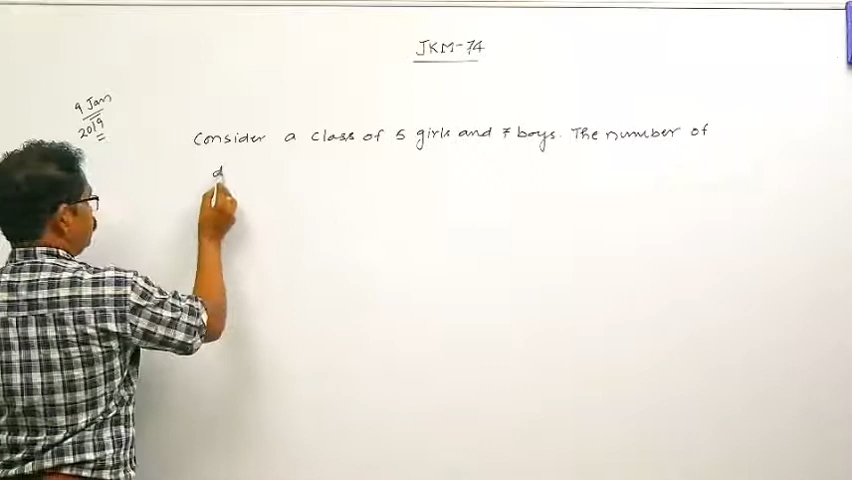 JKM-74
9 Jan
2019
Consider a class of 5 girls and 7 boys. The number of
d